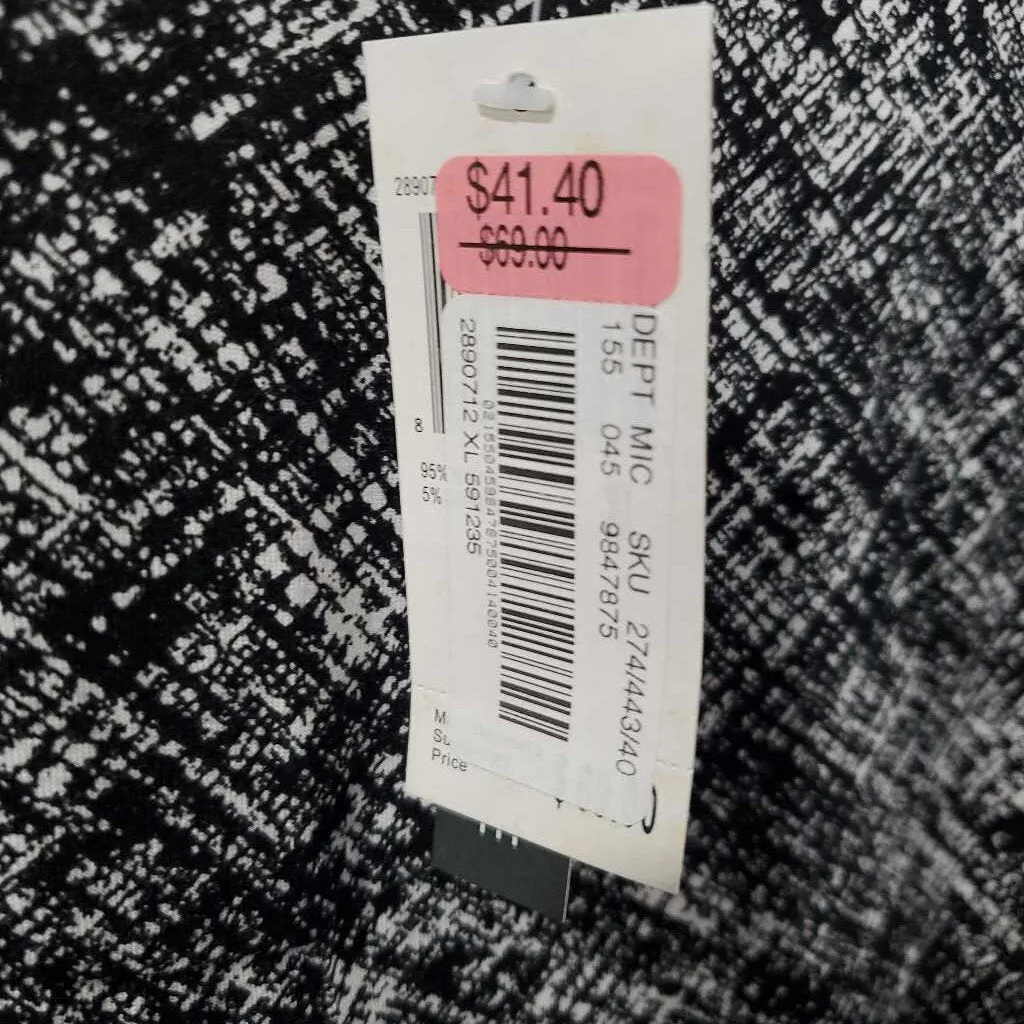 $41.40
$69.00
28907
8
95%
5%
DEPT MIC SKU 274/443/40
155 045 9847875
2890712 XL 591235
Price